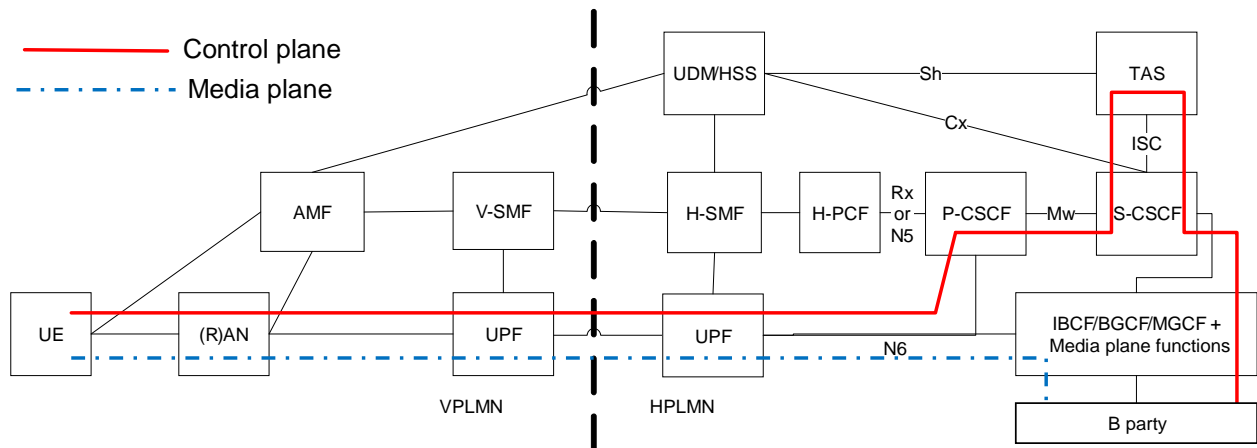 Control plane
Media plane
UDM/HSS
Sh
TAS
Cx
ISC
AMF
V-SMF
H-SMF
H-PCF
Rx
or
N5
P-CSCF
Mw
S-CSCF
UE
(R)AN
UPF
UPF
N6
IBCF/BGCF/MGCF +
Media plane functions
VPLMN
HPLMN
B party